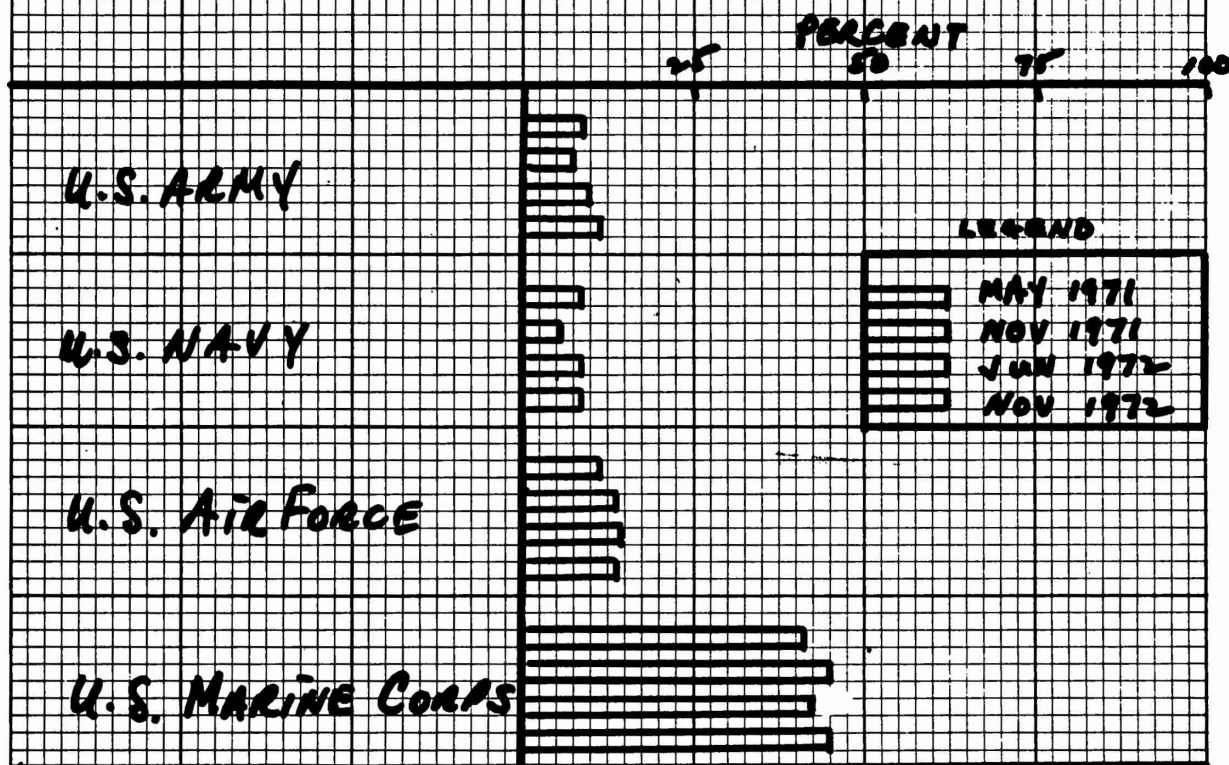 PERCENT
25 50 75 100
U.S. ARMY
LEGEND
MAY 1971
NOV 1971
U.S. NAVY
JUN 1972
NOV 1972
U.S. AIR FORCE
U.S. MARINE CORPS